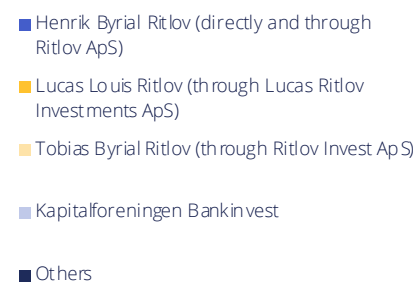 Henrik Byrial Ritlov (directly and through
Ritlov ApS)
Lucas Louis Ritlov (through Lucas Ritlov
Investments ApS)
Tobias Byrial Ritlov (through Ritlov Invest ApS)
Kapitalforeningen Bankinvest
Others